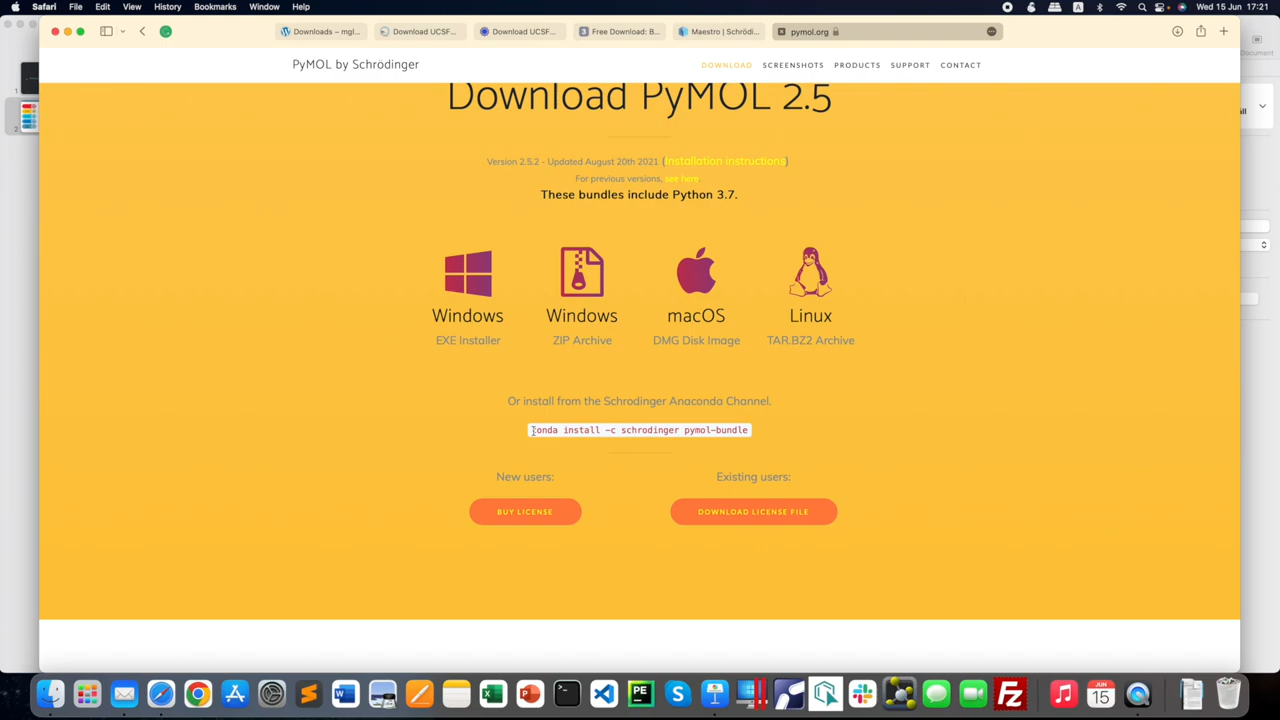 Safari File Edit View History Bookmarks Window Help
Wed 15 Jun 17:21
Downloads – mgl...
Download UCSF...
Download UCSF...
Free Download: B...
Maestro | Schrödi...
pymol.org
Document
PyMOL by Schrödinger
DOWNLOAD SCREENSHOTS PRODUCTS SUPPORT CONTACT
Download PyMOL 2.5
Version 2.5.2 - Updated August 20th 2021 (Installation instructions)
For previous versions, see here.
These bundles include Python 3.7.
Windows
EXE Installer
Windows
ZIP Archive
macOS
DMG Disk Image
Linux
TAR.BZ2 Archive
Or install from the Schrodinger Anaconda Channel.
conda install -c schrodinger pymol-bundle
New users:
Existing users:
BUY LICENSE
DOWNLOAD LICENSE FILE
JUN
15